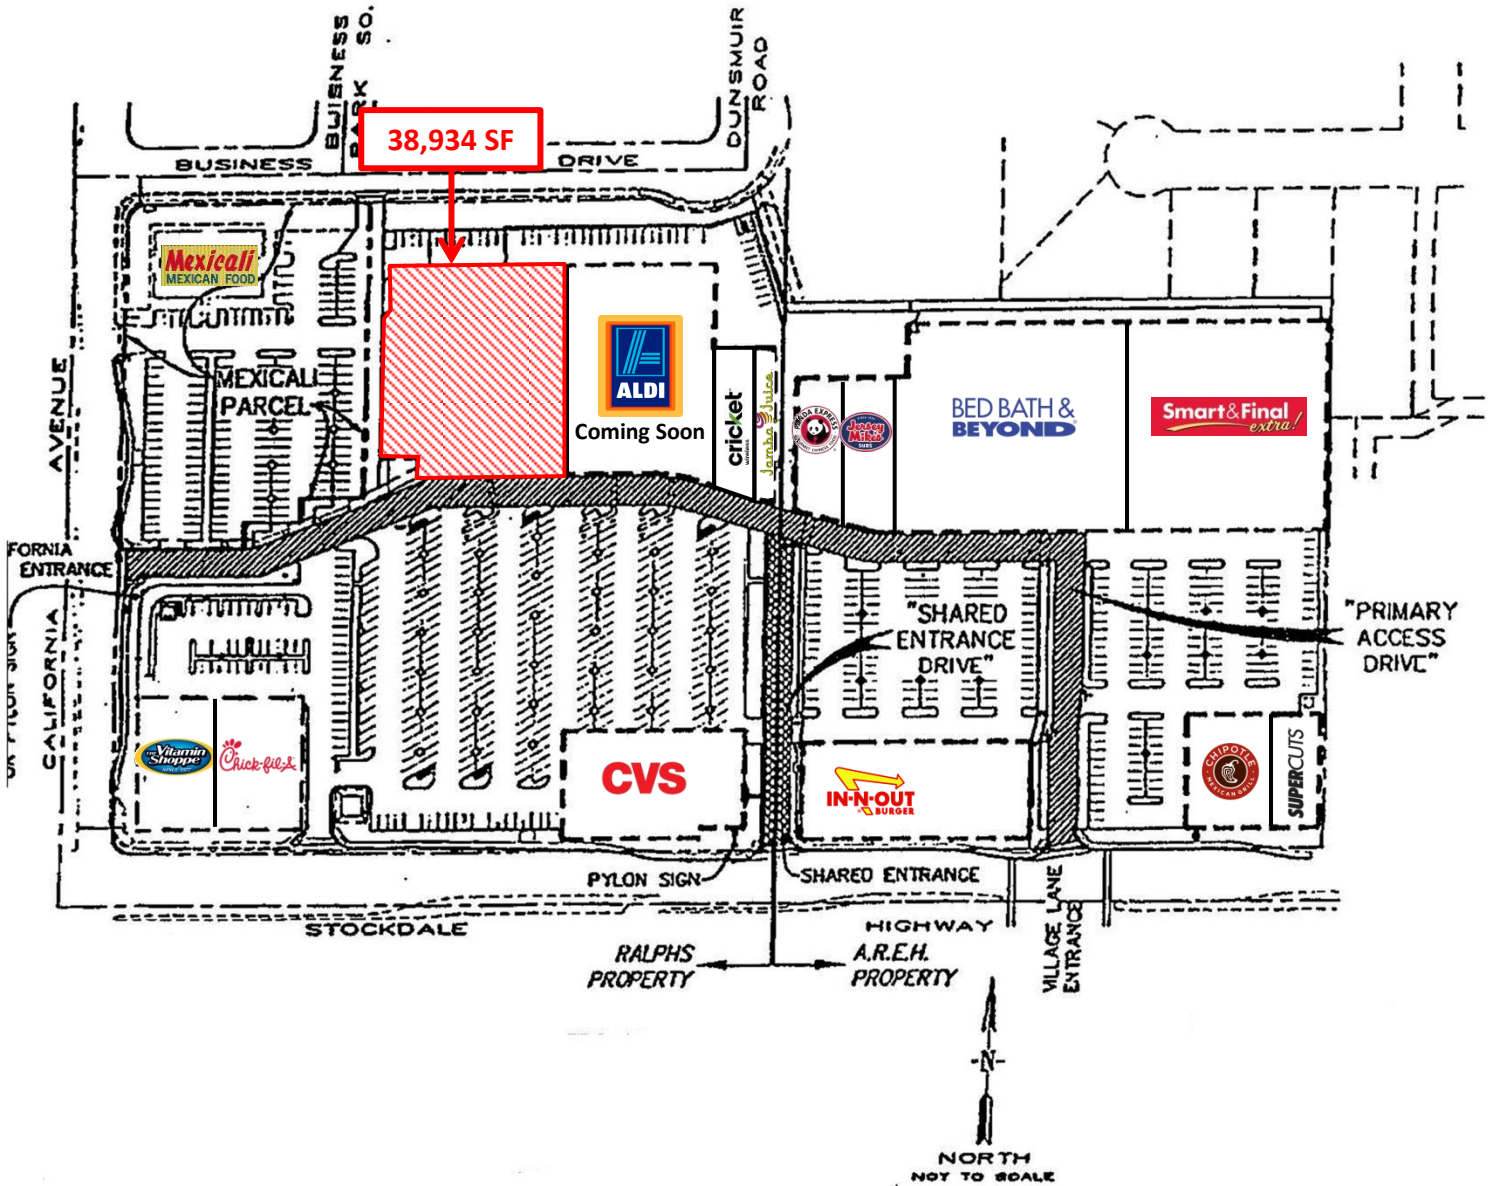 BUISNESS
PARK SO.
DUNSMUIR
ROAD
38,934 SF
BUSINESS
DRIVE
Mexicali
MEXICAN FOOD
AVENUE
MEXICALI
PARCEL
ALDI
Coming Soon
cricket
wireless
jamba juice
PANDA EXPRESS
Jersey
Mike's
SUBS
BED BATH &
BEYOND
Smart&Final
extra!
FORNIA
ENTRANCE
CALIFORNIA
"SHARED
ENTRANCE
DRIVE"
"PRIMARY
ACCESS
DRIVE"
THE
Vitamin
Shoppe
Chick-fil-A
CVS
IN-N-OUT
BURGER
CHIPOTLE
MEXICAN GRILL
SUPERCUTS
PYLON SIGN
SHARED ENTRANCE
STOCKDALE
HIGHWAY
VILLAGE LANE
ENTRANCE
RALPHS
PROPERTY
A.R.E.H.
PROPERTY
-N-
NORTH
NOT TO SCALE